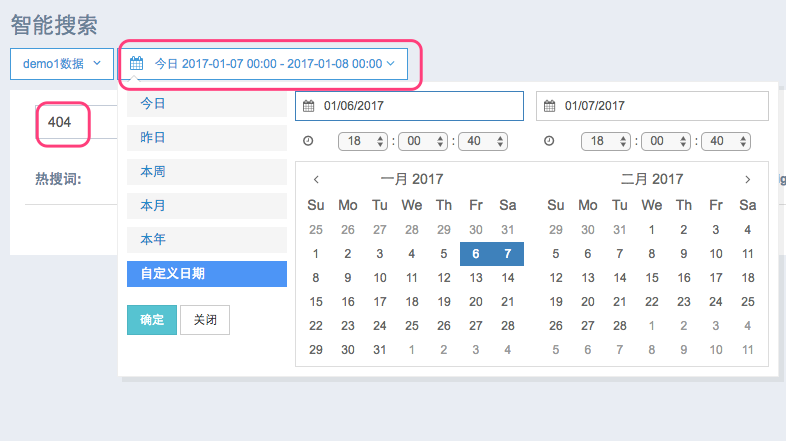 智能搜索
demo1数据
今日 2017-01-07 00:00 - 2017-01-08 00:00
404
热搜词:
今日
昨日
本周
本月
本年
自定义日期
确定 关闭
01/06/2017
18 : 00 : 40
一月 2017
Su Mo Tu We Th Fr Sa
25 26 27 28 29 30 31
1 2 3 4 5 6 7
8 9 10 11 12 13 14
15 16 17 18 19 20 21
22 23 24 25 26 27 28
29 30 31 1 2 3 4
01/07/2017
18 : 00 : 40
二月 2017
Su Mo Tu We Th Fr Sa
29 30 31 1 2 3 4
5 6 7 8 9 10 11
12 13 14 15 16 17 18
19 20 21 22 23 24 25
26 27 28 1 2 3 4
5 6 7 8 9 10 11